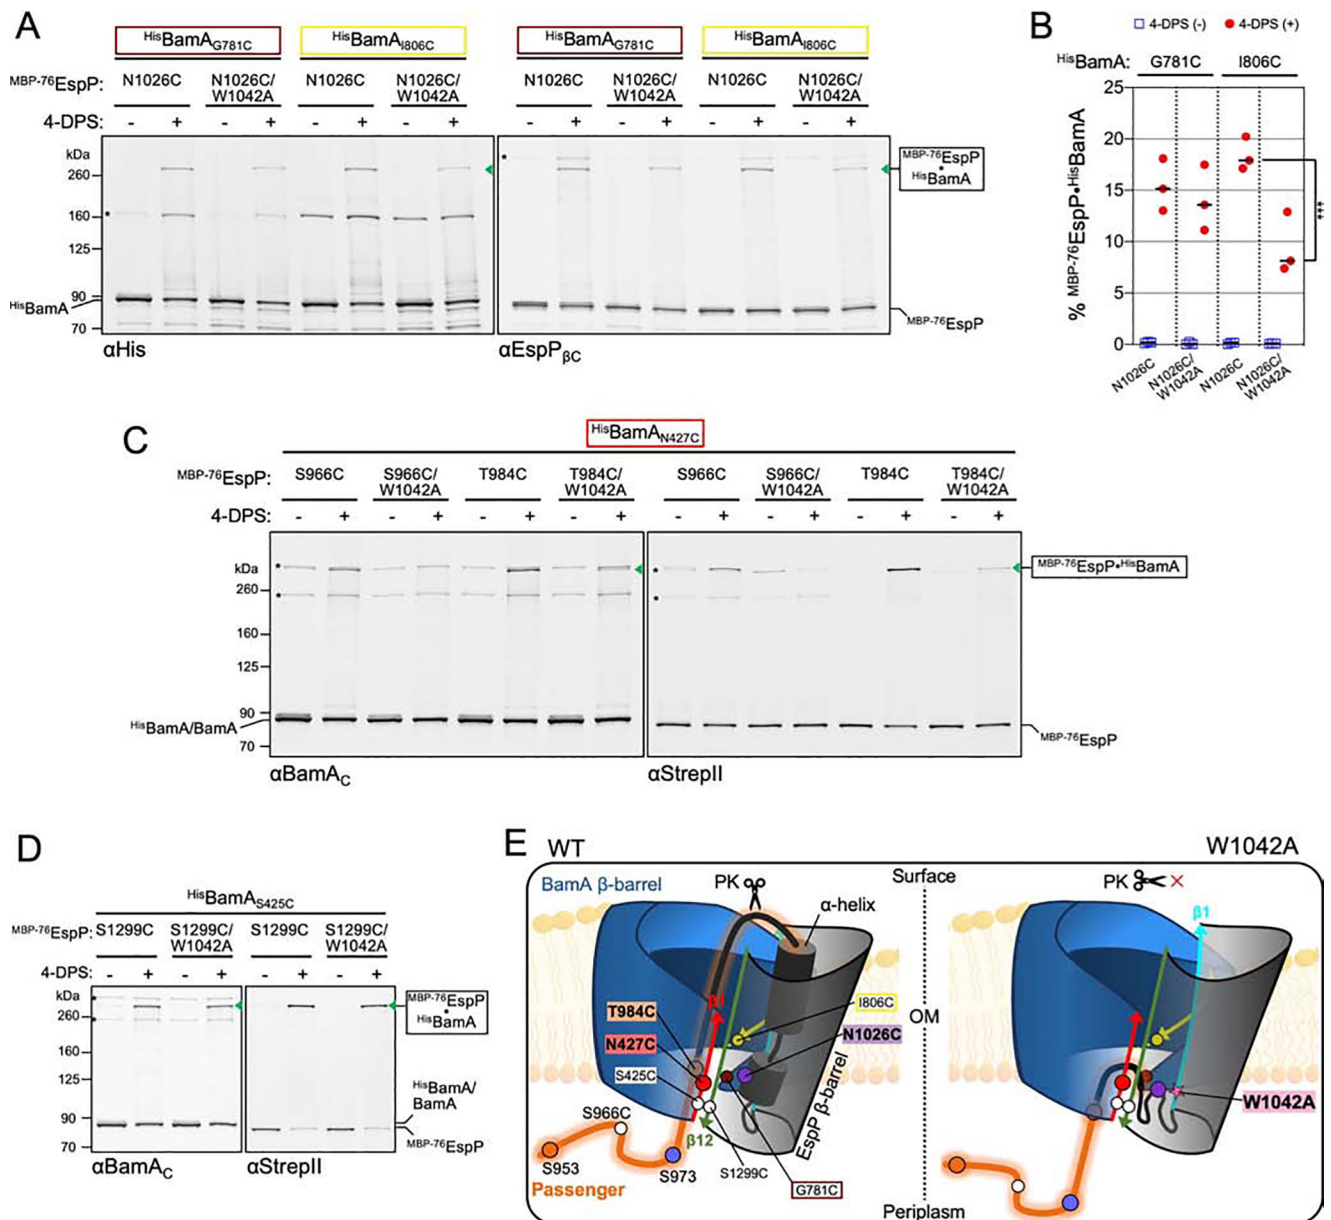 A
HisBamAG781C
HisBamAI806C
HisBamAG781C
HisBamAI806C
MBP-76EspP:
N1026C
N1026C/
W1042A
N1026C
N1026C/
W1042A
N1026C
N1026C/
W1042A
N1026C
N1026C/
W1042A
4-DPS:
- + - + - + - + - + - + - + - +
kDa
260
160
125
90
70
*
*
HisBamA
MBP-76EspP
•
HisBamA
MBP-76EspP
αHis
αEspPβC
B
4-DPS (-)
4-DPS (+)
HisBamA:
G781C
I806C
% MBP-76EspP•HisBamA
25
20
15
10
5
0
***
N1026C
N1026C/
W1042A
N1026C
N1026C/
W1042A
C
HisBamAN427C
MBP-76EspP:
S966C
S966C/
W1042A
T984C
T984C/
W1042A
S966C
S966C/
W1042A
T984C
T984C/
W1042A
4-DPS:
- + - + - + - + - + - + - + - +
kDa
260
160
125
90
70
*
*
*
*
HisBamA/BamA
MBP-76EspP•HisBamA
MBP-76EspP
αBamAC
αStrepII
D
HisBamAS425C
MBP-76EspP:
S1299C
S1299C/
W1042A
S1299C
S1299C/
W1042A
4-DPS:
- + - + - + - +
kDa
260
160
125
90
70
*
*
MBP-76EspP
•
HisBamA
HisBamA/
BamA
MBP-76EspP
αBamAC
αStrepII
E
WT
W1042A
BamA β-barrel
PK
Surface
PK
α-helix
β1
β1
T984C
I806C
OM
N427C
N1026C
S425C
EspP β-barrel
W1042A
S966C
β12
S953
S973
S1299C
Passenger
G781C
Periplasm